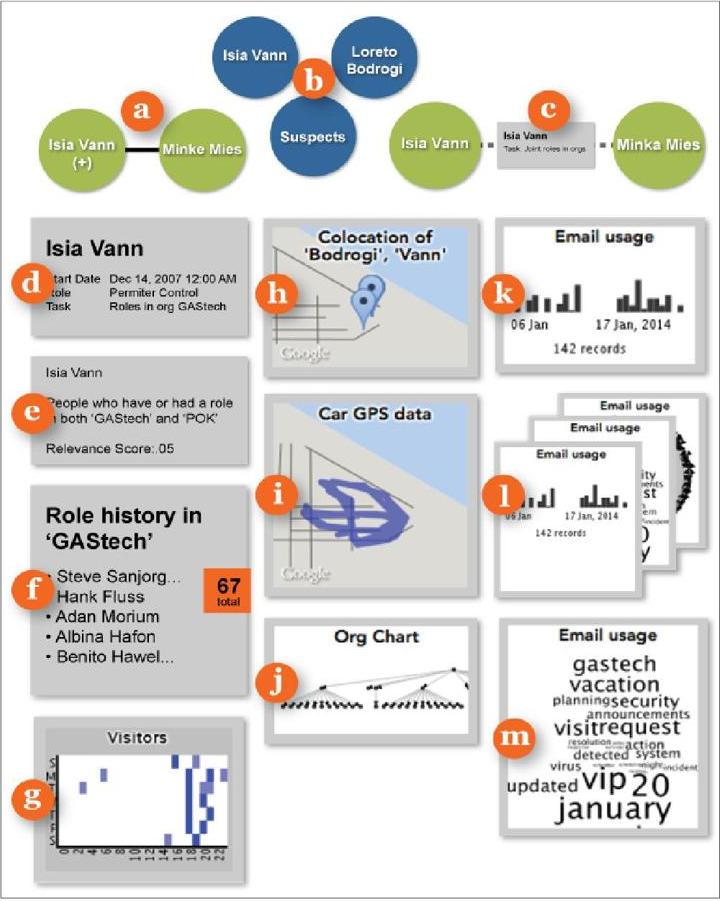 a
Isia Vann
(+)
Minke Mies
b
Isia Vann
Loreto
Bodrogi
Suspects
c
Isia Vann
Isia Vann
Task: Joint roles in orgs
Minka Mies
d
Isia Vann
tart Date Dec 14, 2007 12:00 AM
ole Permiter Control
Task Roles in org GAStech
e
Isia Vann
People who have or had a role
both 'GAStech' and 'POK'
Relevance Score:.05
f
Role history in
'GAStech'
• Steve Sanjorg...
Hank Fluss
• Adan Morium
• Albina Hafon
• Benito Hawel...
67
total
g
Visitors
S
M
T
F
S
0 2 4 6 8 10 12 14 16 18 20 22
h
Colocation of
'Bodrogi', 'Vann'
Google
i
Car GPS data
Google
j
Org Chart
k
Email usage
06 Jan 17 Jan, 2014
142 records
l
Email usage
Email usage
Email usage
06 Jan 17 Jan, 2014
142 records
m
Email usage
gastech
vacation
planning security
announcements
visit request
resolution action
detected system
virus incident
updated vip 20
january